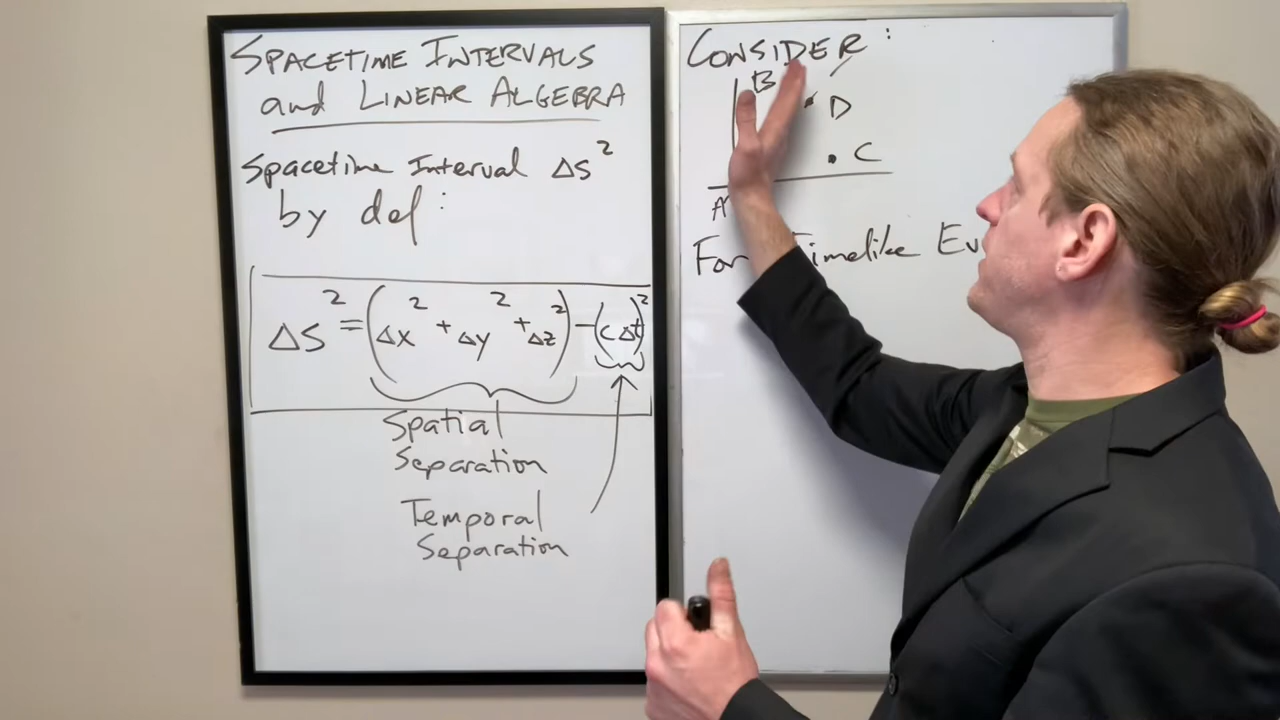 SPACETIME INTERVALS
and LINEAR ALGEBRA
Spacetime Interval Δs²
by def:
Δs² = (Δx² + Δy² + Δz²) - (cΔt)²
Spatial
Separation
Temporal
Separation
CONSIDER:
B
D
C
A
For Timelike Ev